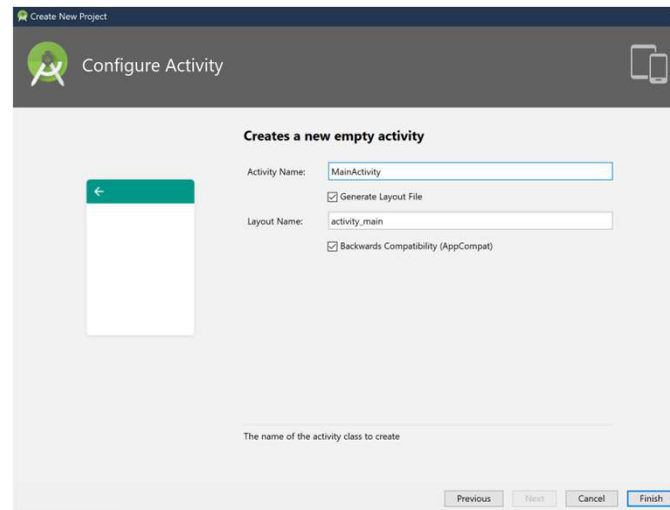 Create New Project
Configure Activity
Creates a new empty activity
Activity Name: MainActivity
Generate Layout File
Layout Name: activity_main
Backwards Compatibility (AppCompat)
The name of the activity class to create
Previous Next Cancel Finish